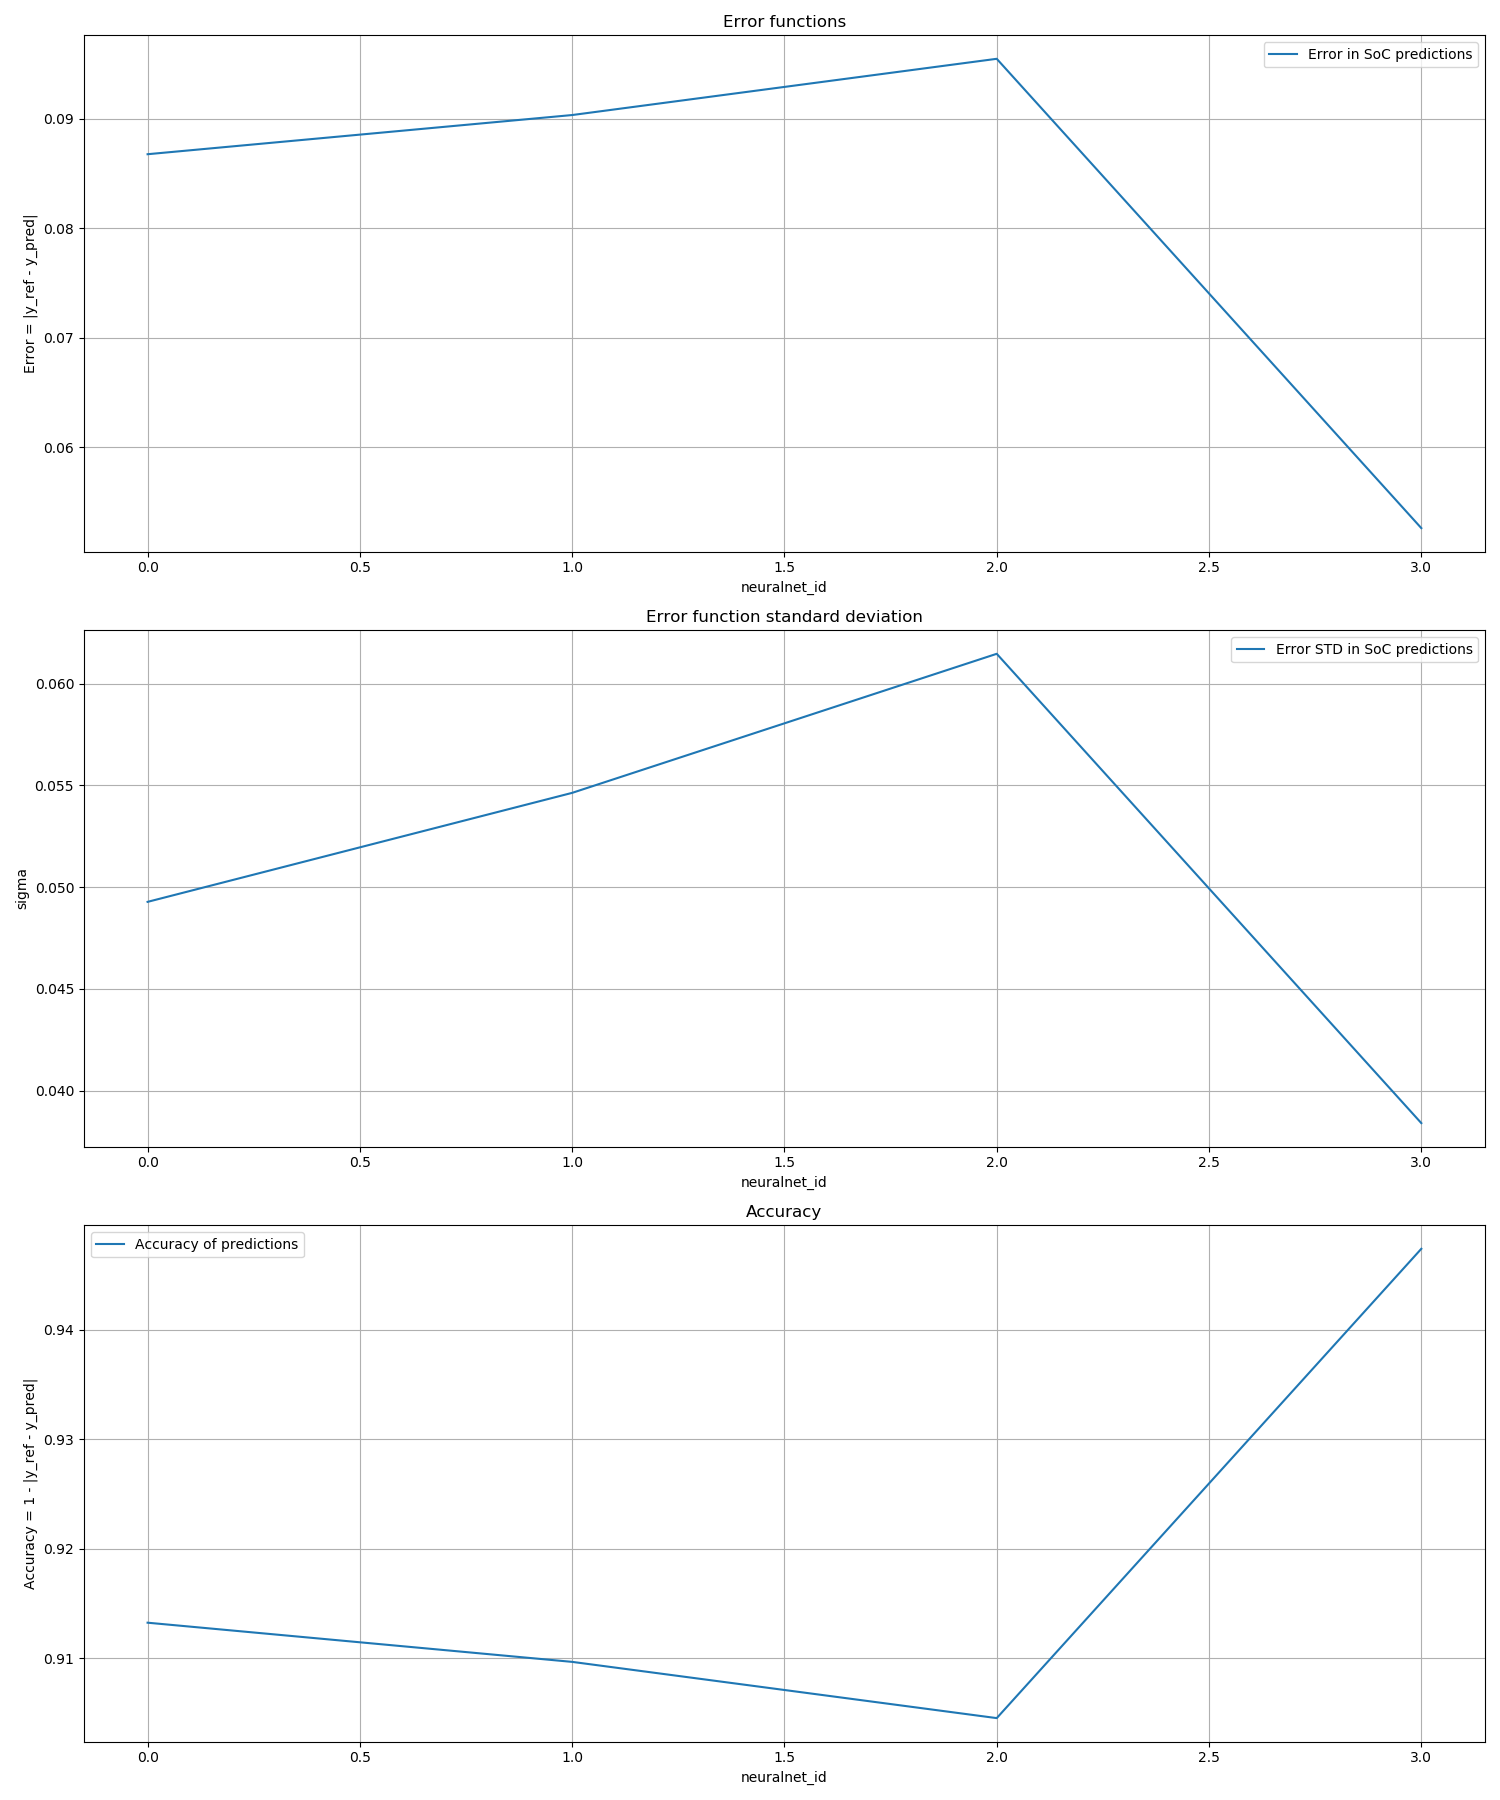 Error functions
Error in SoC predictions
0.09
0.08
0.07
0.06
Error = |y_ref - y_pred|
0.0 0.5 1.0 1.5 2.0 2.5 3.0
neuralnet_id
Error function standard deviation
Error STD in SoC predictions
0.060
0.055
0.050
0.045
0.040
sigma
0.0 0.5 1.0 1.5 2.0 2.5 3.0
neuralnet_id
Accuracy
Accuracy of predictions
0.94
0.93
0.92
0.91
Accuracy = 1 - |y_ref - y_pred|
0.0 0.5 1.0 1.5 2.0 2.5 3.0
neuralnet_id